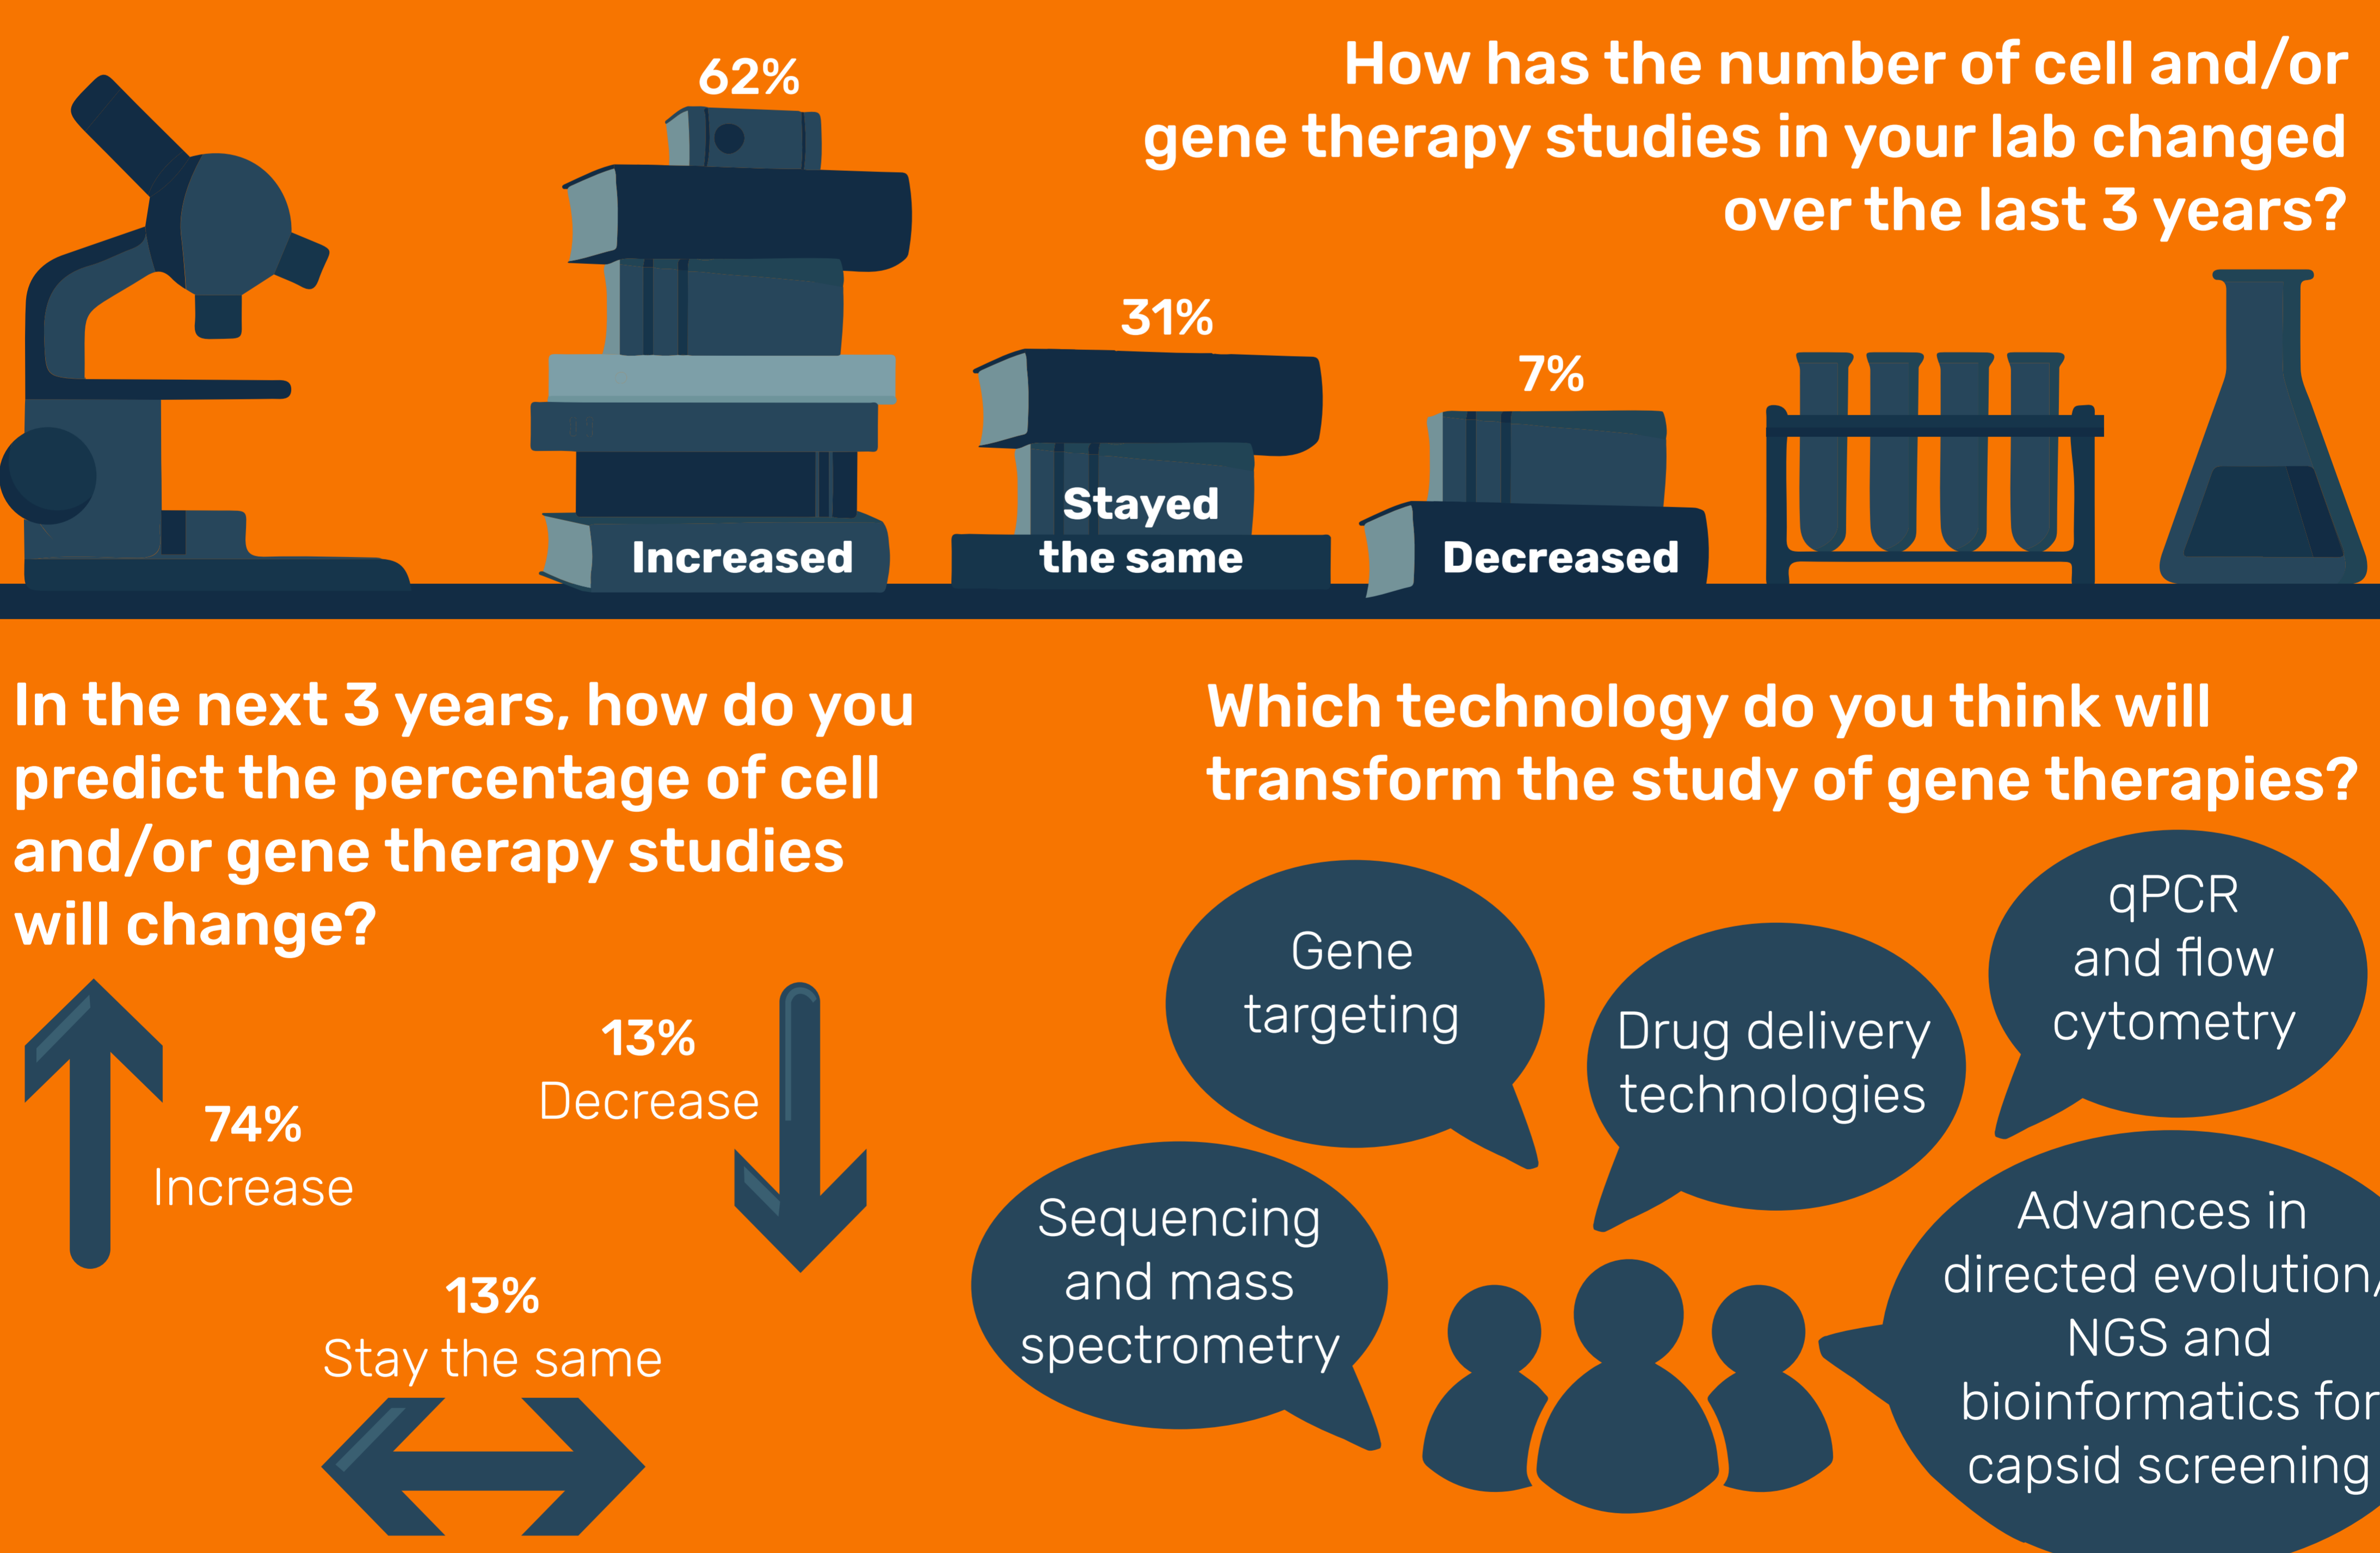 How has the number of cell and/or
gene therapy studies in your lab changed
over the last 3 years?
62%
Increased
31%
Stayed
the same
7%
Decreased
In the next 3 years, how do you
predict the percentage of cell
and/or gene therapy studies
will change?
74%
Increase
13%
Decrease
13%
Stay the same
Which technology do you think will
transform the study of gene therapies?
Gene
targeting
Drug delivery
technologies
qPCR
and flow
cytometry
Sequencing
and mass
spectrometry
Advances in
directed evolution/
NGS and
bioinformatics for
capsid screening